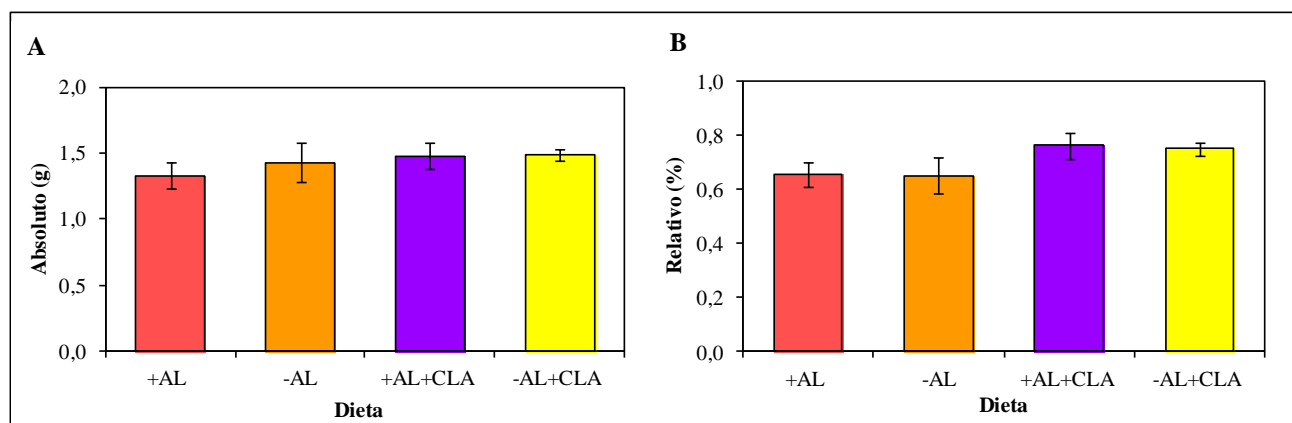 A
2,0
1,5
1,0
0,5
0,0
Absoluto (g)
+AL -AL +AL+CLA -AL+CLA
Dieta
B
1,0
0,8
0,6
0,4
0,2
0,0
Relativo (%)
+AL -AL +AL+CLA -AL+CLA
Dieta